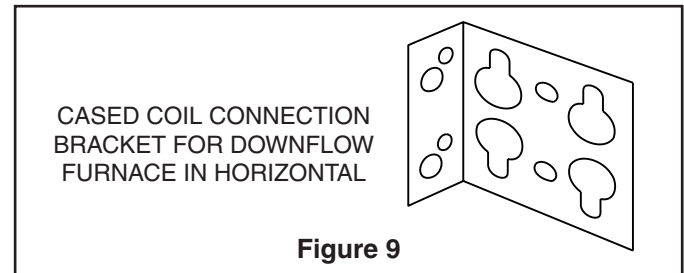 CASED COIL CONNECTION
BRACKET FOR DOWNFLOW
FURNACE IN HORIZONTAL
Figure 9